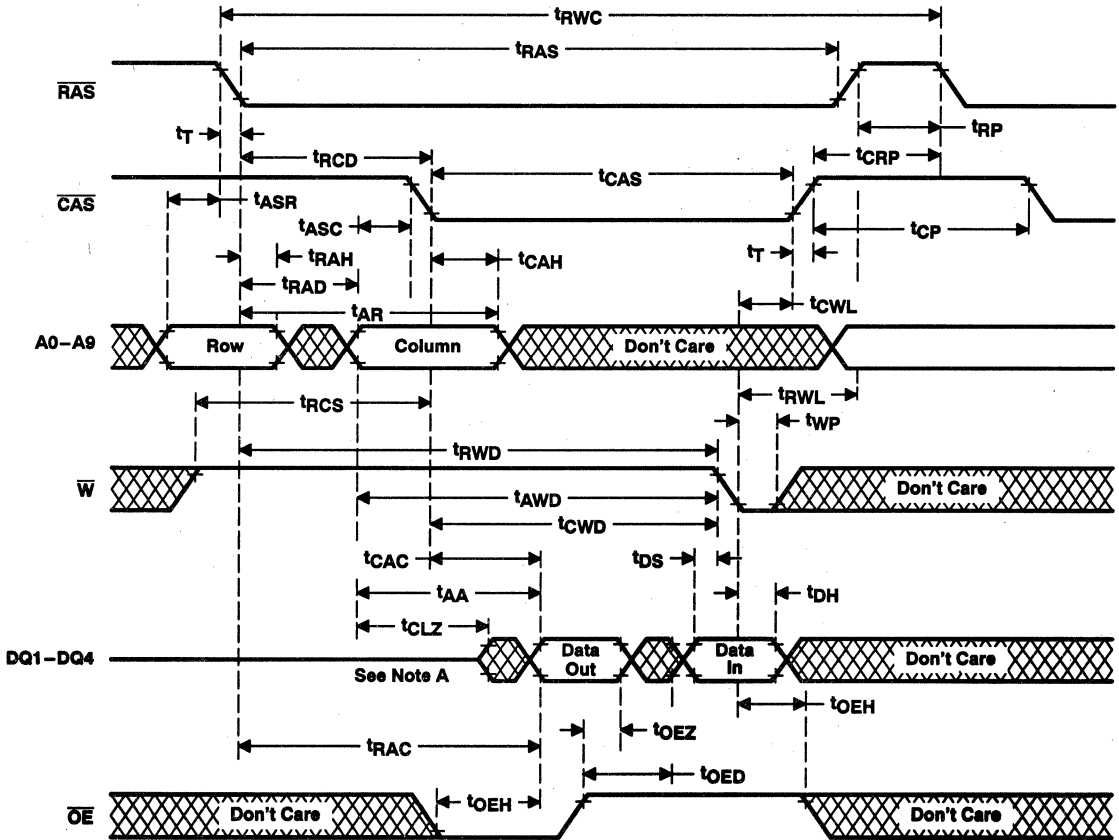 tRWC
tRAS
RAS
tT
tRP
tRCD
tCRP
tCAS
CAS
tASR
tASC
tCP
tRAH
tCAH
tT
tRAD
tCWL
tAR
A0–A9
Row
Column
Don't Care
tRCS
tRWL
tWP
tRWD
W
Don't Care
tAWD
tCWD
tCAC
tDS
tAA
tDH
tCLZ
DQ1–DQ4
Data Out
Data In
Don't Care
See Note A
tOEH
tOEZ
tRAC
tOED
tOEH
OE
Don't Care
Don't Care